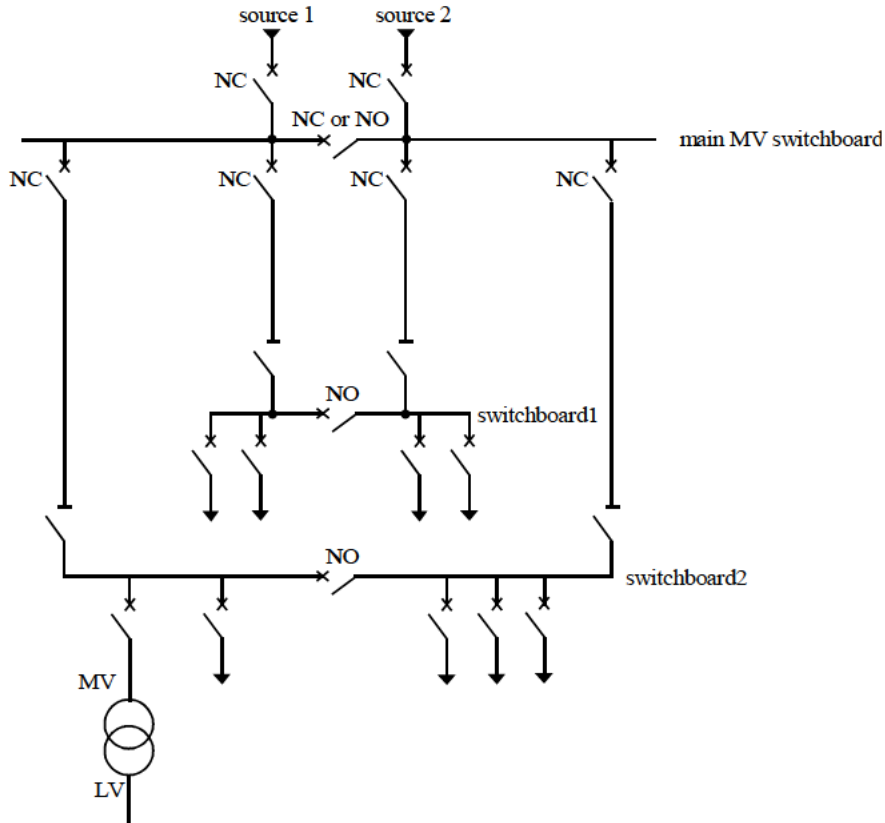 source 1
source 2
NC
NC
NC or NO
main MV switchboard
NC
NC
NC
NC
NO
switchboard1
NO
switchboard2
MV
LV